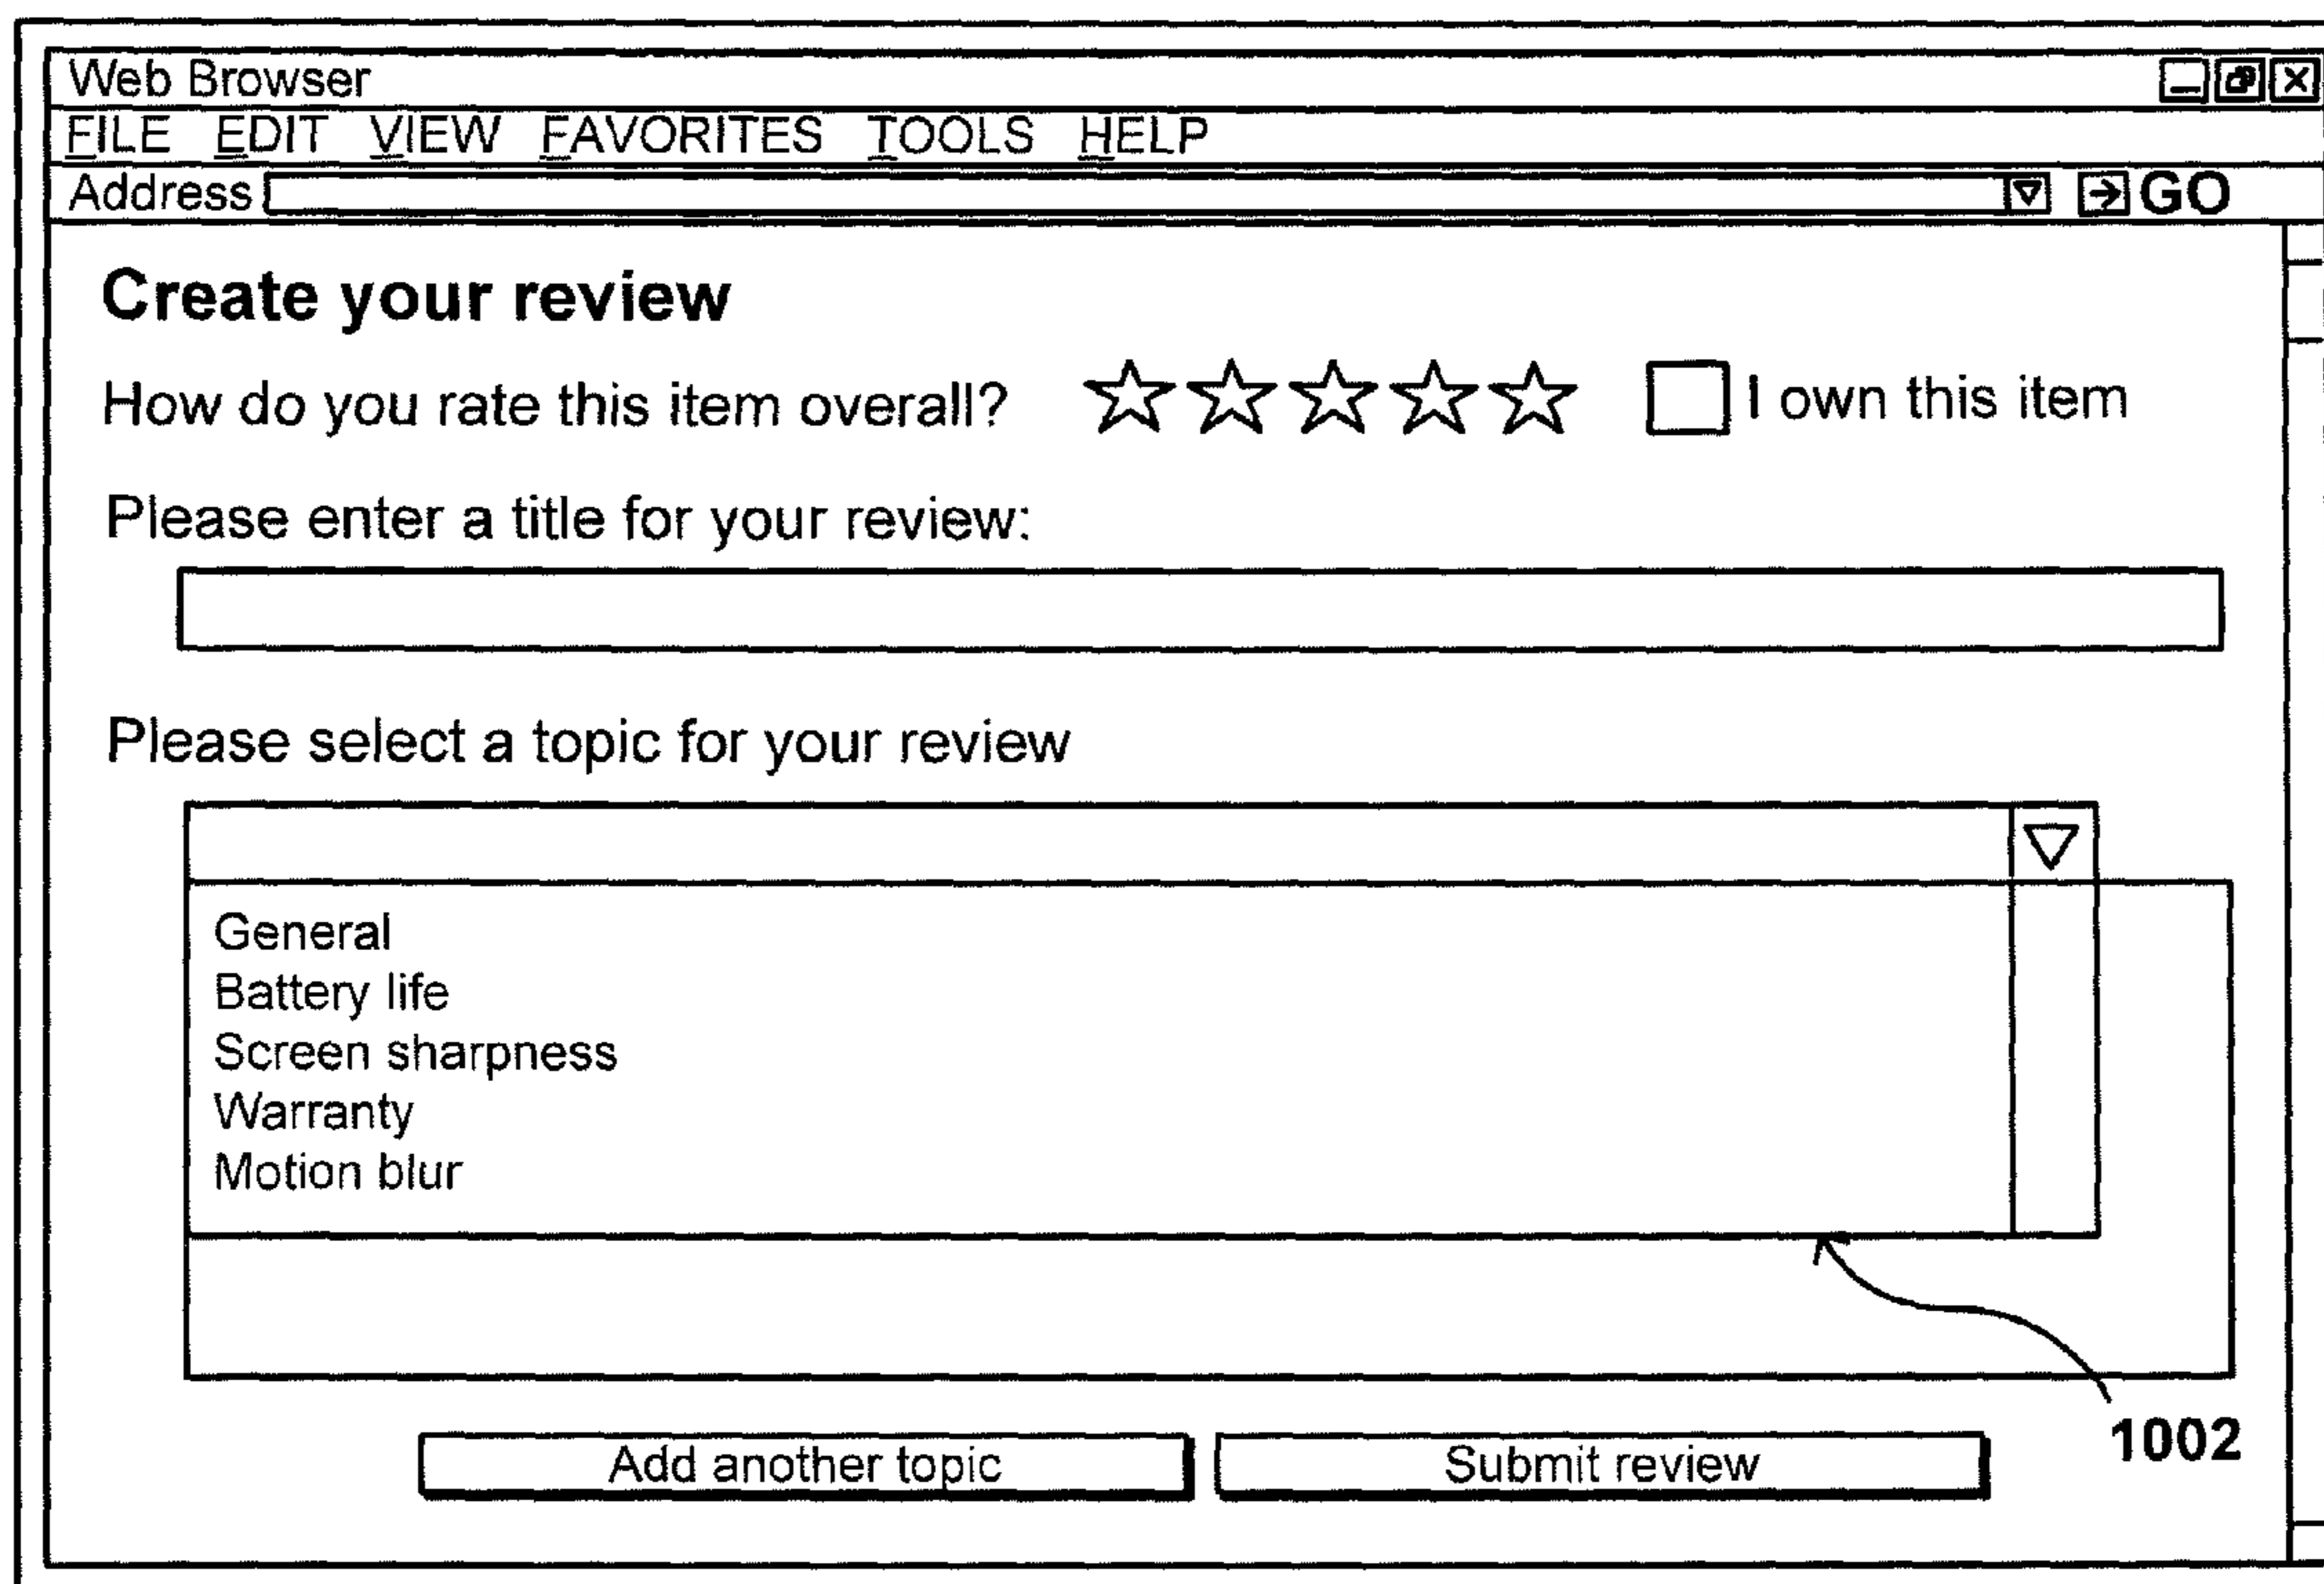 Web Browser
FILE EDIT VIEW FAVORITES TOOLS HELP
Address GO
Create your review
How do you rate this item overall? I own this item
Please enter a title for your review:
Please select a topic for your review
General
Battery life
Screen sharpness
Warranty
Motion blur
1002
Add another topic Submit review